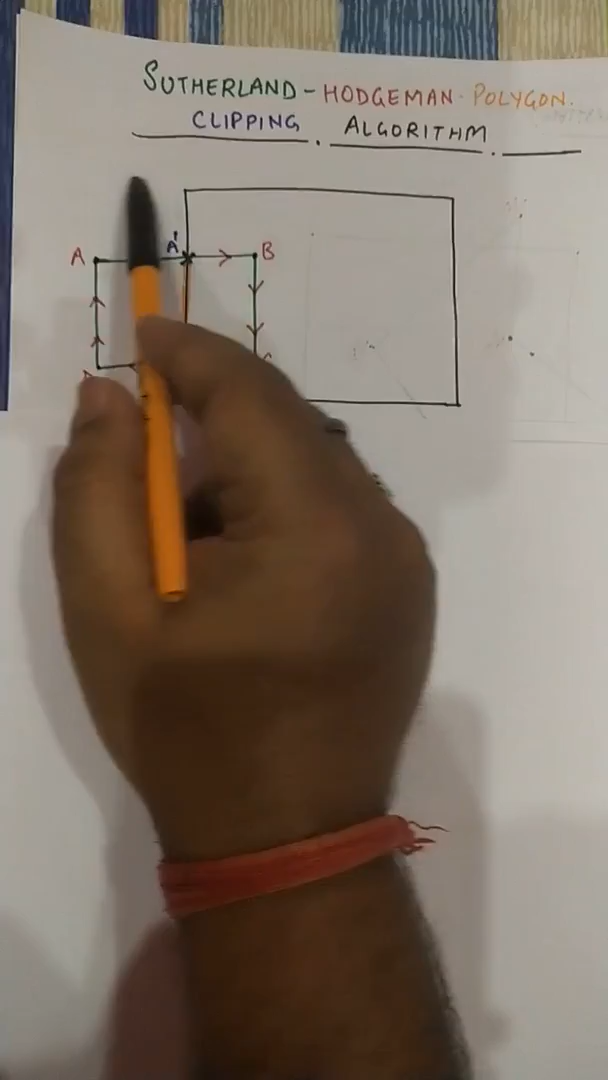 SUTHERLAND - HODGEMAN POLYGON.
CLIPPING . ALGORITHM .
A A' B